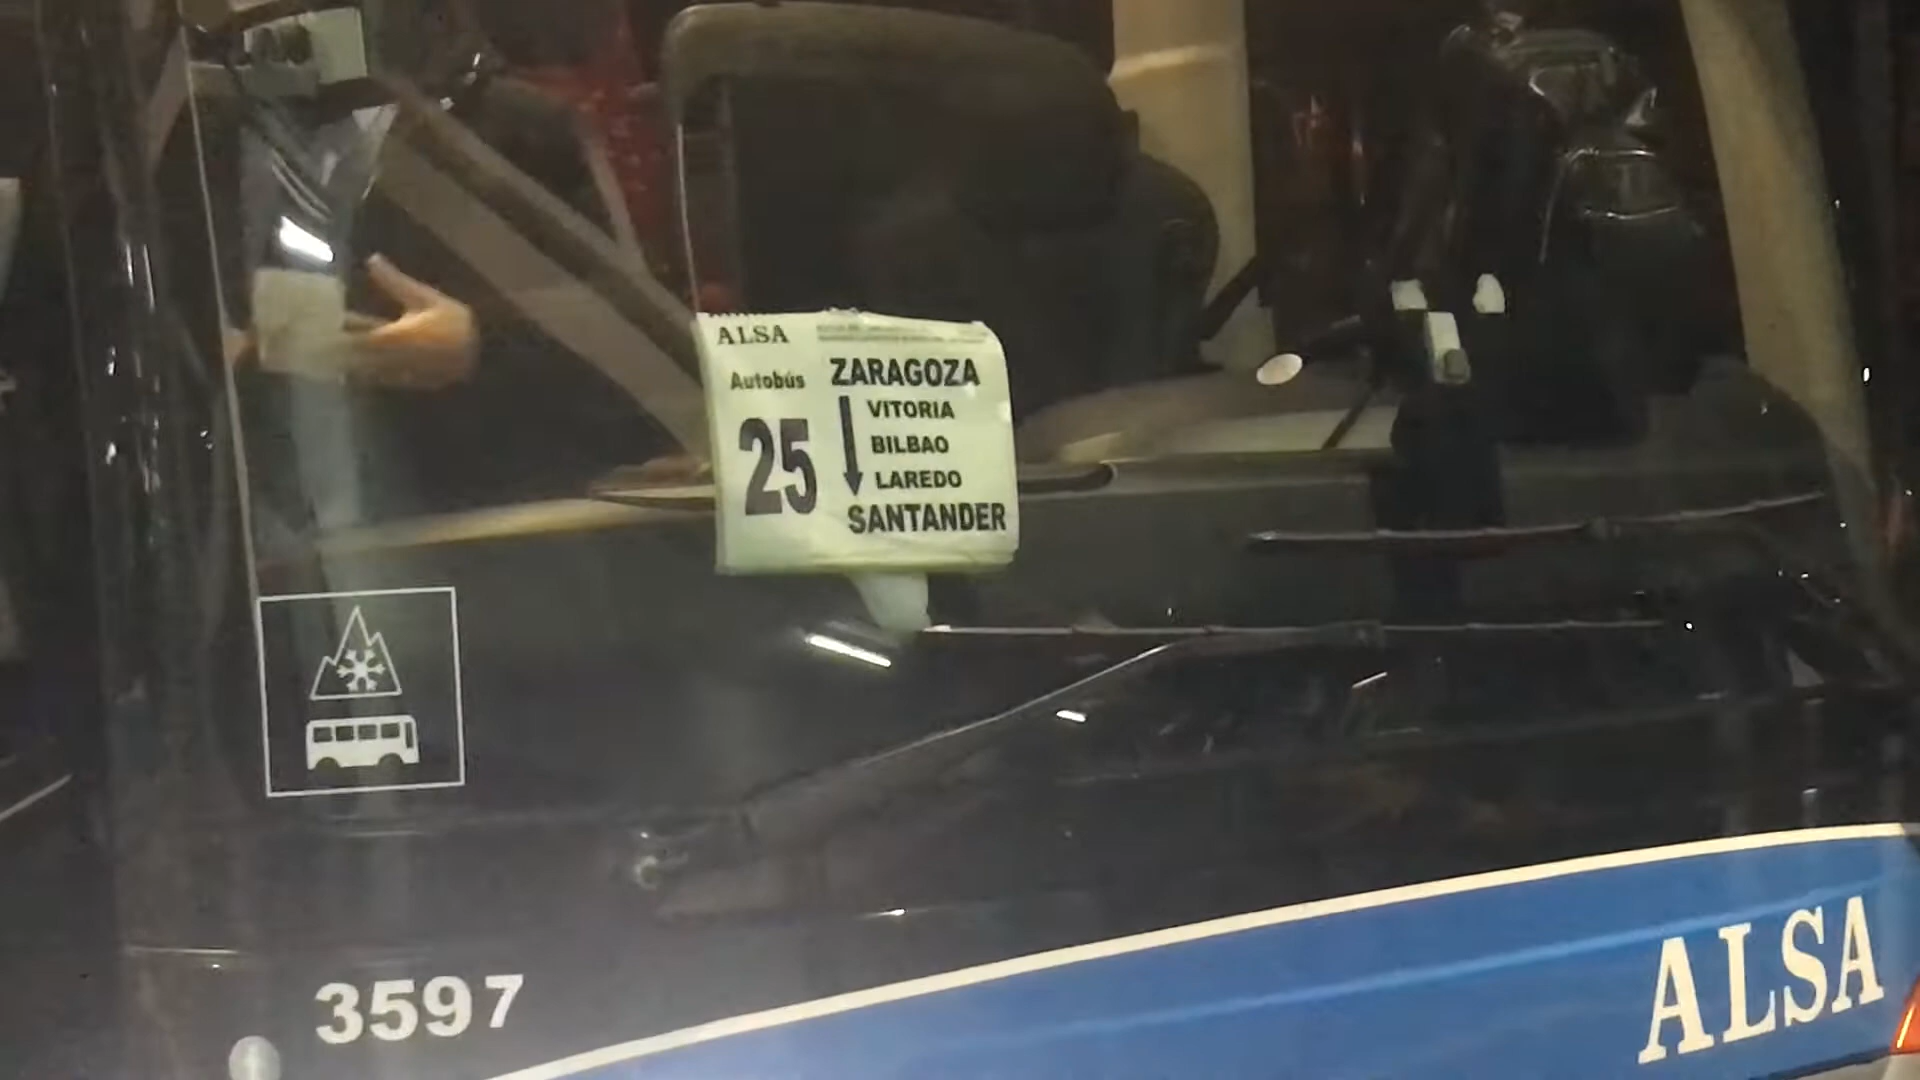 ALSA
Autobús
25
ZARAGOZA
VITORIA
BILBAO
LAREDO
SANTANDER
3597
ALSA